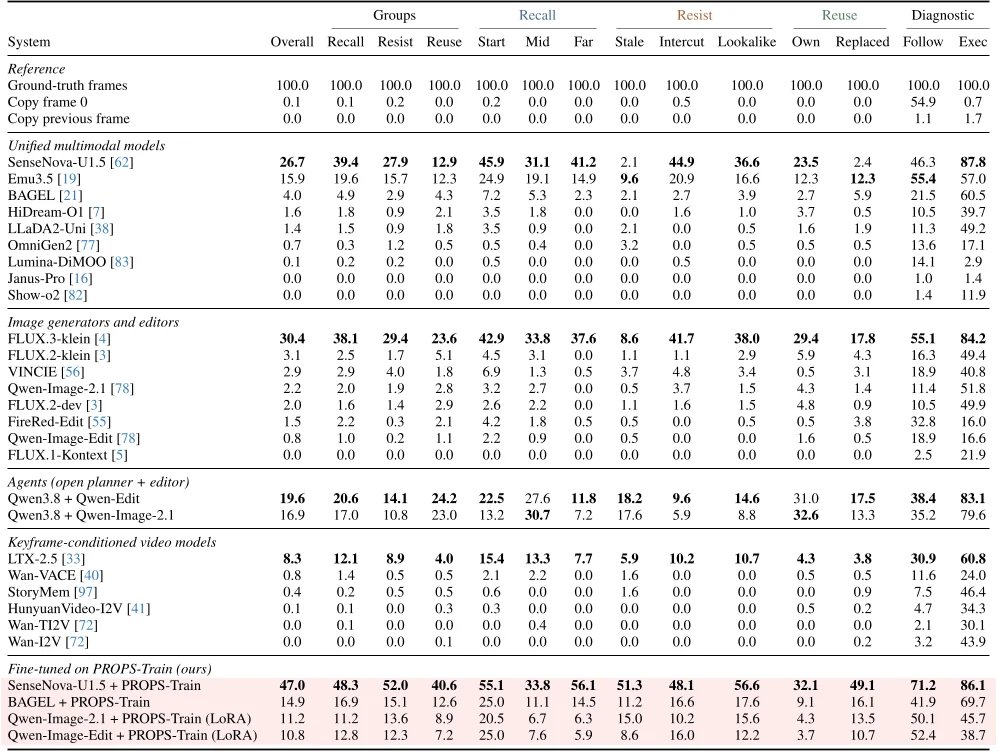 Groups Recall Resist Reuse Diagnostic
System Overall Recall Resist Reuse Start Mid Far Stale Intercut Lookalike Own Replaced Follow Exec
Reference
Ground-truth frames 100.0 100.0 100.0 100.0 100.0 100.0 100.0 100.0 100.0 100.0 100.0 100.0 100.0 100.0
Copy frame 0 0.1 0.1 0.2 0.0 0.2 0.0 0.0 0.0 0.5 0.0 0.0 0.0 54.9 0.7
Copy previous frame 0.0 0.0 0.0 0.0 0.0 0.0 0.0 0.0 0.0 0.0 0.0 0.0 1.1 1.7
Unified multimodal models
SenseNova-U1.5 [62] 26.7 39.4 27.9 12.9 45.9 31.1 41.2 2.1 44.9 36.6 23.5 2.4 46.3 87.8
Emu3.5 [19] 15.9 19.6 15.7 12.3 24.9 19.1 14.9 9.6 20.9 16.6 12.3 12.3 55.4 57.0
BAGEL [21] 4.0 4.9 2.9 4.3 7.2 5.3 2.3 2.1 2.7 3.9 2.7 5.9 21.5 60.5
HiDream-O1 [7] 1.6 1.8 0.9 2.1 3.5 1.8 0.0 0.0 1.6 1.0 3.7 0.5 10.5 39.7
LLaDA2-Uni [38] 1.4 1.5 0.9 1.8 3.5 0.9 0.0 2.1 0.0 0.5 1.6 1.9 11.3 49.2
OmniGen2 [77] 0.7 0.3 1.2 0.5 0.5 0.4 0.0 3.2 0.0 0.5 0.5 0.5 13.6 17.1
Lumina-DiMOO [83] 0.1 0.2 0.2 0.0 0.5 0.0 0.0 0.0 0.5 0.0 0.0 0.0 14.1 2.9
Janus-Pro [16] 0.0 0.0 0.0 0.0 0.0 0.0 0.0 0.0 0.0 0.0 0.0 0.0 1.0 1.4
Show-o2 [82] 0.0 0.0 0.0 0.0 0.0 0.0 0.0 0.0 0.0 0.0 0.0 0.0 1.4 11.9
Image generators and editors
FLUX.3-klein [4] 30.4 38.1 29.4 23.6 42.9 33.8 37.6 8.6 41.7 38.0 29.4 17.8 55.1 84.2
FLUX.2-klein [3] 3.1 2.5 1.7 5.1 4.5 3.1 0.0 1.1 1.1 2.9 5.9 4.3 16.3 49.4
VINCIE [56] 2.9 2.9 4.0 1.8 6.9 1.3 0.5 3.7 4.8 3.4 0.5 3.1 18.9 40.8
Qwen-Image-2.1 [78] 2.2 2.0 1.9 2.8 3.2 2.7 0.0 0.5 3.7 1.5 4.3 1.4 11.4 51.8
FLUX.2-dev [3] 2.0 1.6 1.4 2.9 2.6 2.2 0.0 1.1 1.6 1.5 4.8 0.9 10.5 49.9
FireRed-Edit [55] 1.5 2.2 0.3 2.1 4.2 1.8 0.5 0.5 0.0 0.5 0.5 3.8 32.8 16.0
Qwen-Image-Edit [78] 0.8 1.0 0.2 1.1 2.2 0.9 0.0 0.5 0.0 0.0 1.6 0.5 18.9 16.6
FLUX.1-Kontext [5] 0.0 0.0 0.0 0.0 0.0 0.0 0.0 0.0 0.0 0.0 0.0 0.0 2.5 21.9
Agents (open planner + editor)
Qwen3.8 + Qwen-Edit 19.6 20.6 14.1 24.2 22.5 27.6 11.8 18.2 9.6 14.6 31.0 17.5 38.4 83.1
Qwen3.8 + Qwen-Image-2.1 16.9 17.0 10.8 23.0 13.2 30.7 7.2 17.6 5.9 8.8 32.6 13.3 35.2 79.6
Keyframe-conditioned video models
LTX-2.5 [33] 8.3 12.1 8.9 4.0 15.4 13.3 7.7 5.9 10.2 10.7 4.3 3.8 30.9 60.8
Wan-VACE [40] 0.8 1.4 0.5 0.5 2.1 2.2 0.0 1.6 0.0 0.0 0.5 0.5 11.6 24.0
StoryMem [97] 0.4 0.2 0.5 0.5 0.6 0.0 0.0 1.6 0.0 0.0 0.0 0.9 7.5 46.4
HunyuanVideo-I2V [41] 0.1 0.1 0.0 0.3 0.3 0.0 0.0 0.0 0.0 0.0 0.5 0.2 4.7 34.3
Wan-TI2V [72] 0.0 0.1 0.0 0.0 0.0 0.4 0.0 0.0 0.0 0.0 0.0 0.0 2.1 30.1
Wan-I2V [72] 0.0 0.0 0.0 0.1 0.0 0.0 0.0 0.0 0.0 0.0 0.0 0.2 3.2 43.9
Fine-tuned on PROPS-Train (ours)
SenseNova-U1.5 + PROPS-Train 47.0 48.3 52.0 40.6 55.1 33.8 56.1 51.3 48.1 56.6 32.1 49.1 71.2 86.1
BAGEL + PROPS-Train 14.9 16.9 15.1 12.6 25.0 11.1 14.5 11.2 16.6 17.6 9.1 16.1 41.9 69.7
Qwen-Image-2.1 + PROPS-Train (LoRA) 11.2 11.2 13.6 8.9 20.5 6.7 6.3 15.0 10.2 15.6 4.3 13.5 50.1 45.7
Qwen-Image-Edit + PROPS-Train (LoRA) 10.8 12.8 12.3 7.2 25.0 7.6 5.9 8.6 16.0 12.2 3.7 10.7 52.4 38.7